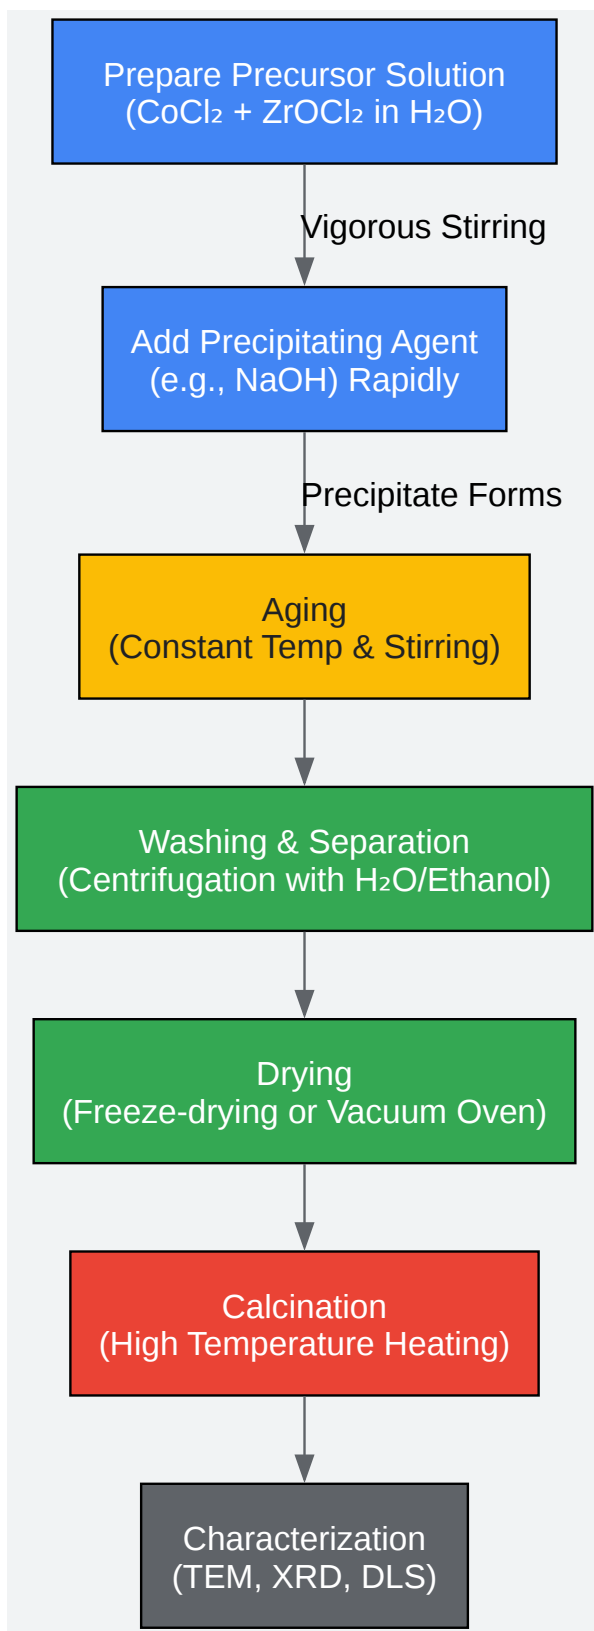 Prepare Precursor Solution
(CoCl₂ + ZrOCl₂ in H₂O)
Vigorous Stirring
Add Precipitating Agent
(e.g., NaOH) Rapidly
Precipitate Forms
Aging
(Constant Temp & Stirring)
Washing & Separation
(Centrifugation with H₂O/Ethanol)
Drying
(Freeze-drying or Vacuum Oven)
Calcination
(High Temperature Heating)
Characterization
(TEM, XRD, DLS)